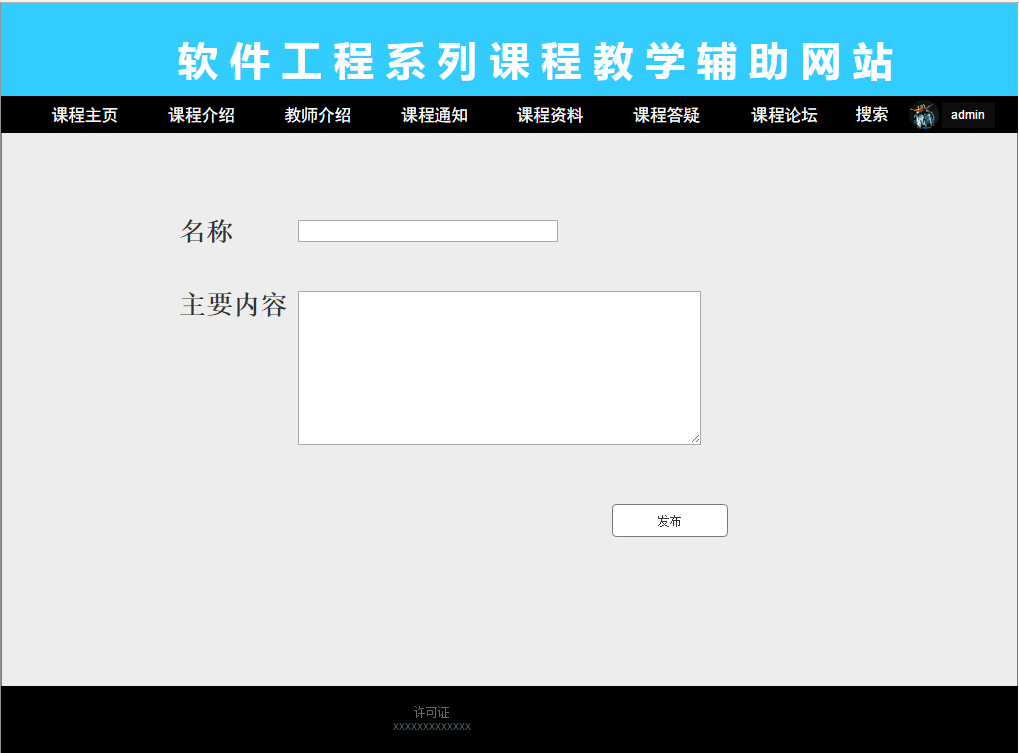 软件工程系列课程教学辅助网站
课程主页 课程介绍 教师介绍 课程通知 课程资料 课程答疑 课程论坛 搜索 admin
名称
主要内容
发布
许可证
xxxxxxxxxxxxx